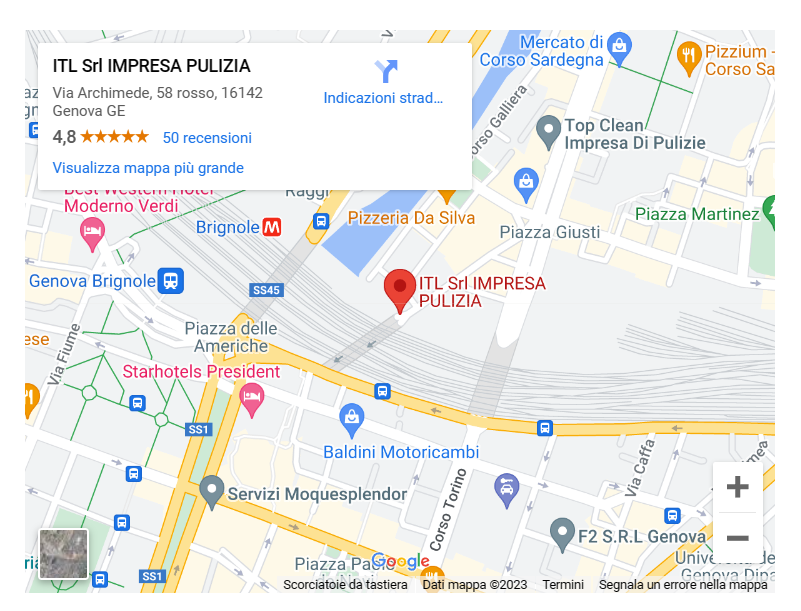 ITL Srl IMPRESA PULIZIA
Via Archimede, 58 rosso, 16142
Genova GE
4,8
50 recensioni
Visualizza mappa più grande
Indicazioni strad…
Mercato di
Corso Sardegna
Pizzium -
Corso Sa
Corso Galliera
Top Clean
Impresa Di Pulizie
Best Western Hotel
Moderno Verdi
Raggi
Brignole M
Pizzeria Da Silva
Piazza Giusti
Piazza Martinez
Genova Brignole
SS45
ITL Srl IMPRESA
PULIZIA
Piazza delle
Americhe
ese
Via Fiume
Starhotels President
SS1
Baldini Motoricambi
Via Caffa
Corso Torino
Servizi Moquesplendor
F2 S.R.L Genova
SS1
Piazza Pa
Google
Genova Dip
Scorciatoie da tastiera
Dati mappa ©2023
Termini
Segnala un errore nella mappa